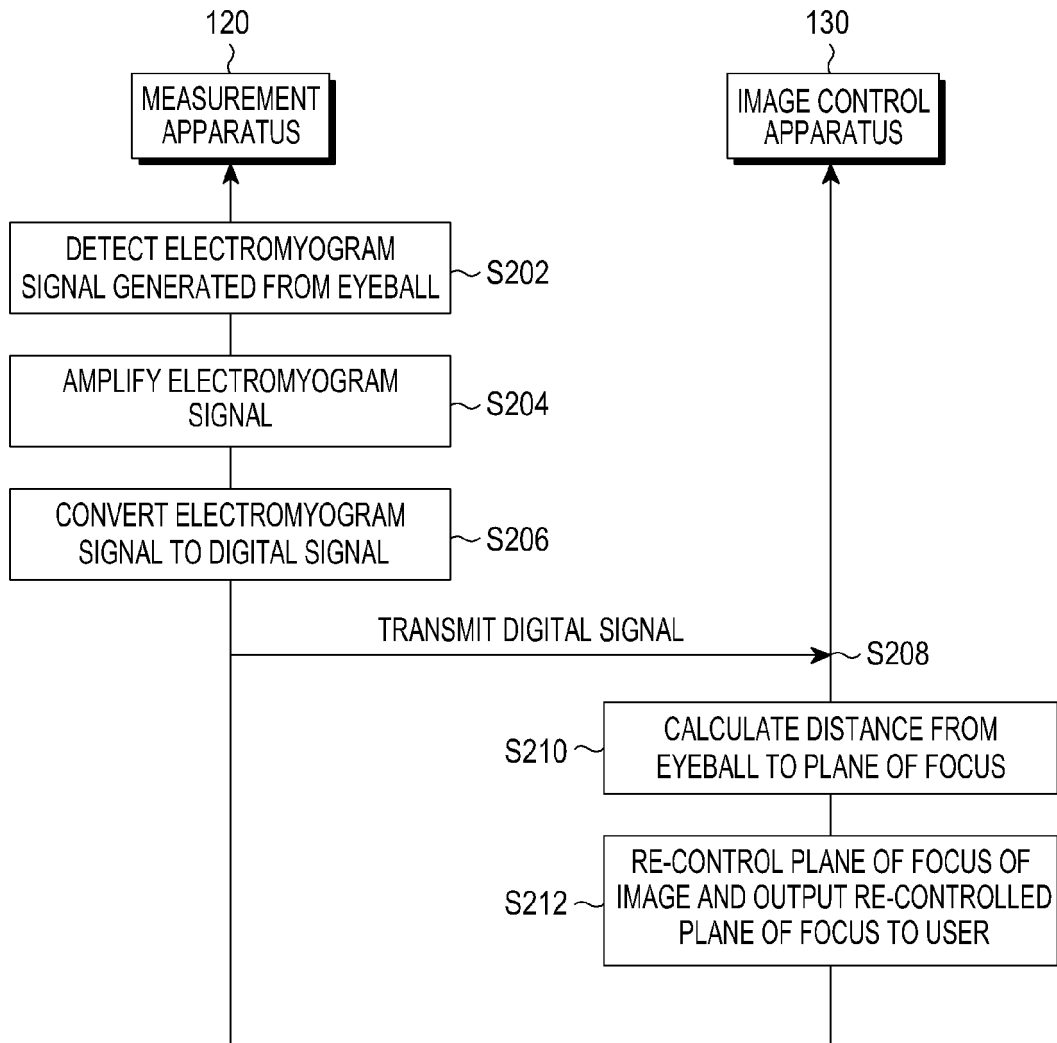 120
130
MEASUREMENT
APPARATUS
IMAGE CONTROL
APPARATUS
DETECT ELECTROMYOGRAM
SIGNAL GENERATED FROM EYEBALL
S202
AMPLIFY ELECTROMYOGRAM
SIGNAL
S204
CONVERT ELECTROMYOGRAM
SIGNAL TO DIGITAL SIGNAL
S206
TRANSMIT DIGITAL SIGNAL
S208
S210
CALCULATE DISTANCE FROM
EYEBALL TO PLANE OF FOCUS
S212
RE-CONTROL PLANE OF FOCUS OF
IMAGE AND OUTPUT RE-CONTROLLED
PLANE OF FOCUS TO USER